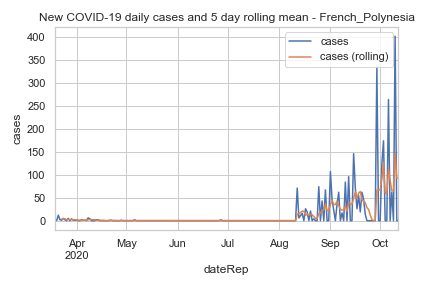 New COVID-19 daily cases and 5 day rolling mean - French_Polynesia
cases
cases (rolling)
400
350
300
250
200
150
100
50
0
cases
Apr May Jun Jul Aug Sep Oct
2020
dateRep